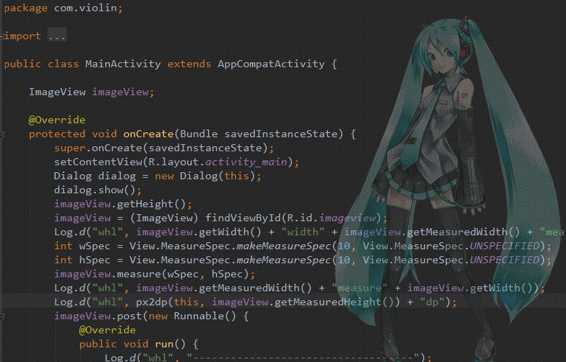 package com.violin;
import ...
public class MainActivity extends AppCompatActivity {
ImageView imageView;
@Override
protected void onCreate(Bundle savedInstanceState) {
super.onCreate(savedInstanceState);
setContentView(R.layout.activity_main);
Dialog dialog = new Dialog(this);
dialog.show();
imageView.getHeight();
imageView = (ImageView) findViewById(R.id.imageview);
Log.d("whl", imageView.getWidth() + "width" + imageView.getMeasuredWidth() + "mea
int wSpec = View.MeasureSpec.makeMeasureSpec(10, View.MeasureSpec.UNSPECIFIED);
int hSpec = View.MeasureSpec.makeMeasureSpec(10, View.MeasureSpec.UNSPECIFIED);
imageView.measure(wSpec, hSpec);
Log.d("whl", imageView.getMeasuredWidth() + "measure" + imageView.getWidth());
Log.d("whl", px2dp(this, imageView.getMeasuredHeight()) + "dp");
imageView.post(new Runnable() {
@Override
public void run() {
Log.d("whl", "----------------------------------");